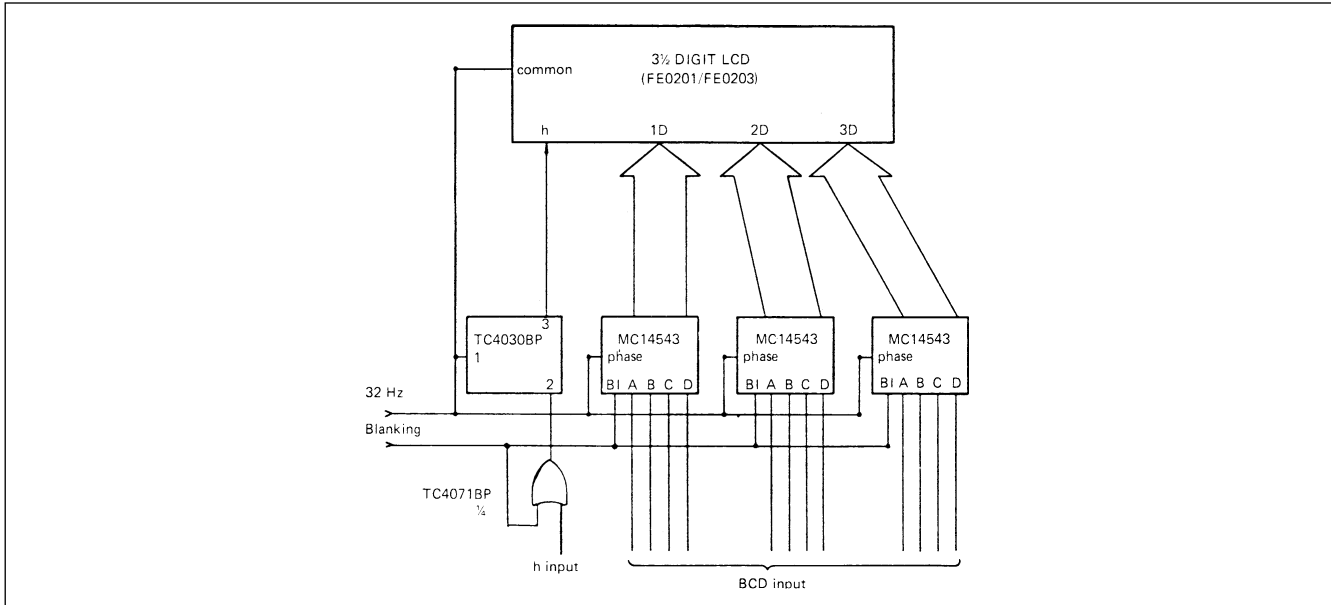 3½ DIGIT LCD
(FE0201/FE0203)
common
h 1D 2D 3D
3
TC4030BP
1
2
MC14543
phase
BI A B C D
MC14543
phase
BI A B C D
MC14543
phase
BI A B C D
32 Hz
Blanking
TC4071BP
¼
h input
BCD input